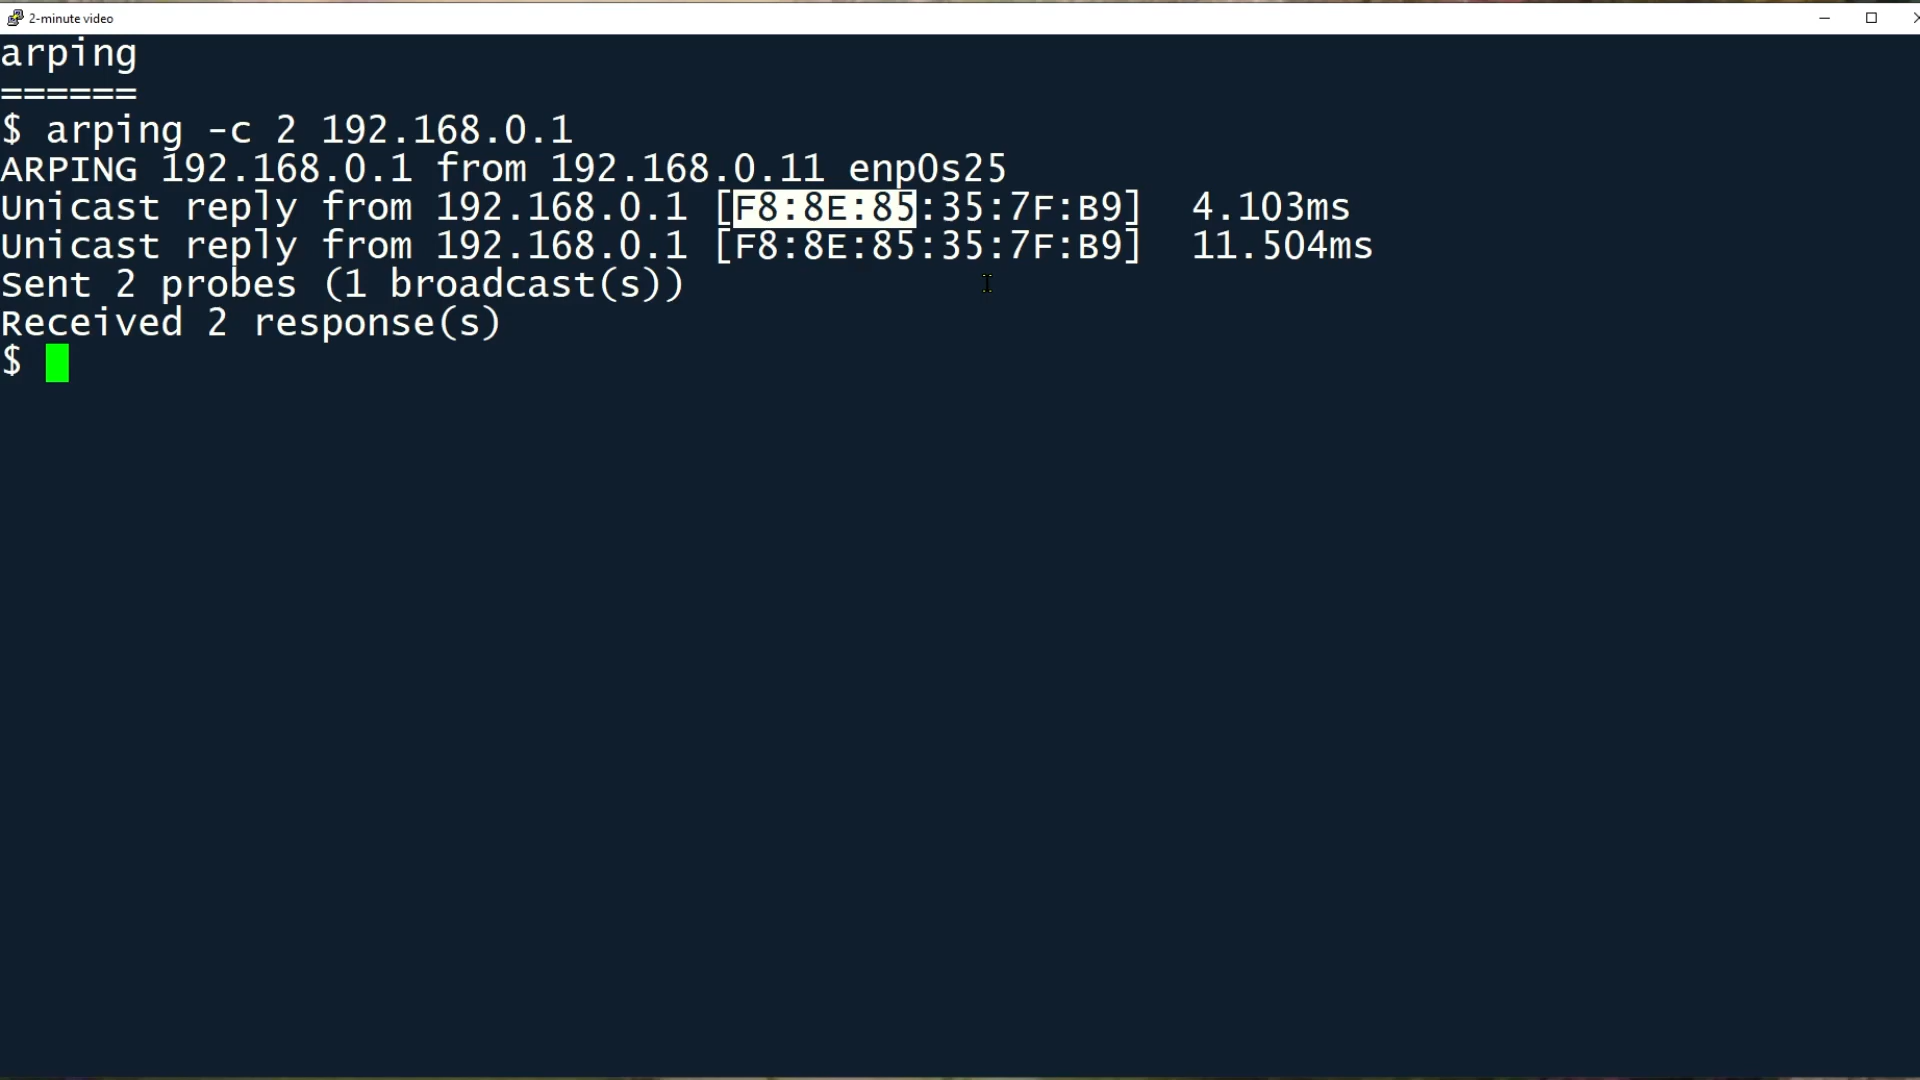 2-minute video
arping
======
$ arping -c 2 192.168.0.1
ARPING 192.168.0.1 from 192.168.0.11 enp0s25
Unicast reply from 192.168.0.1 [F8:8E:85:35:7F:B9]  4.103ms
Unicast reply from 192.168.0.1 [F8:8E:85:35:7F:B9]  11.504ms
Sent 2 probes (1 broadcast(s))
Received 2 response(s)
$